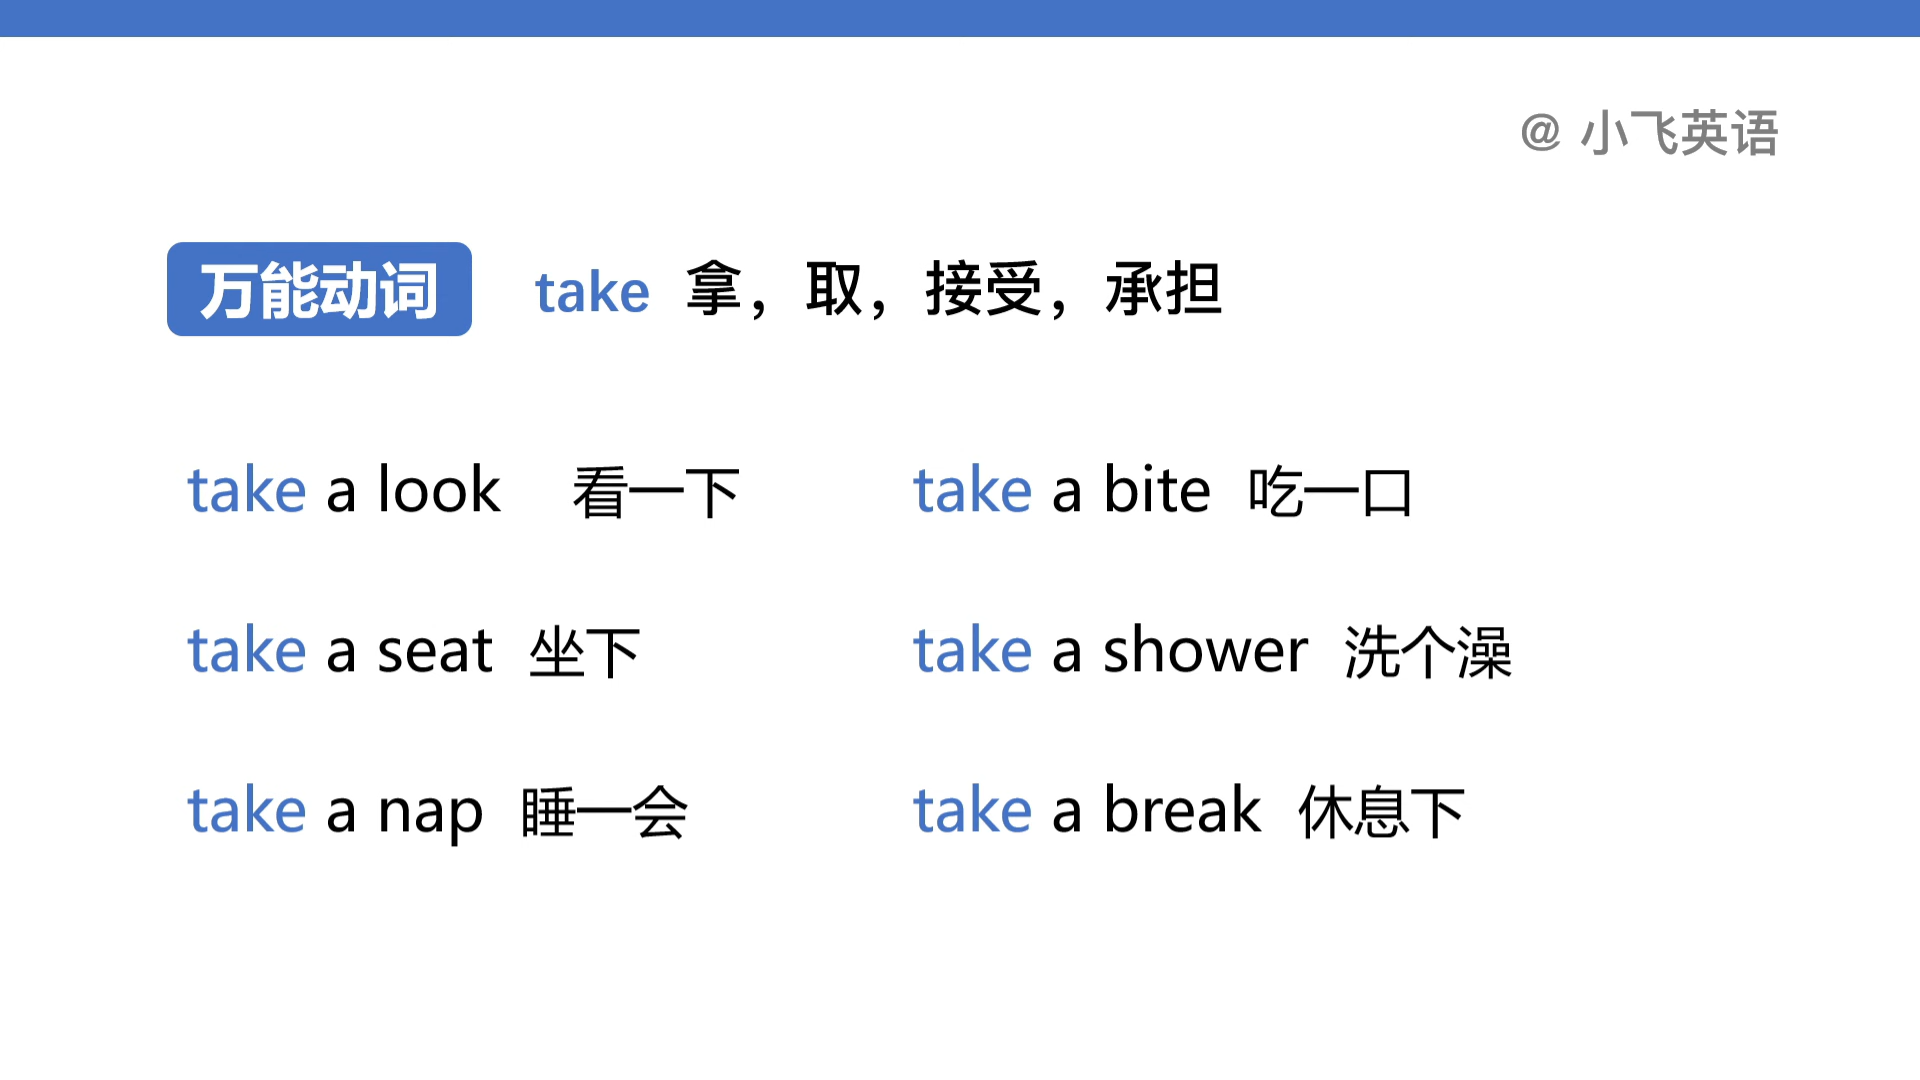 @ 小飞英语
万能动词 take 拿，取，接受，承担
take a look 看一下 take a bite 吃一口
take a seat 坐下 take a shower 洗个澡
take a nap 睡一会 take a break 休息下